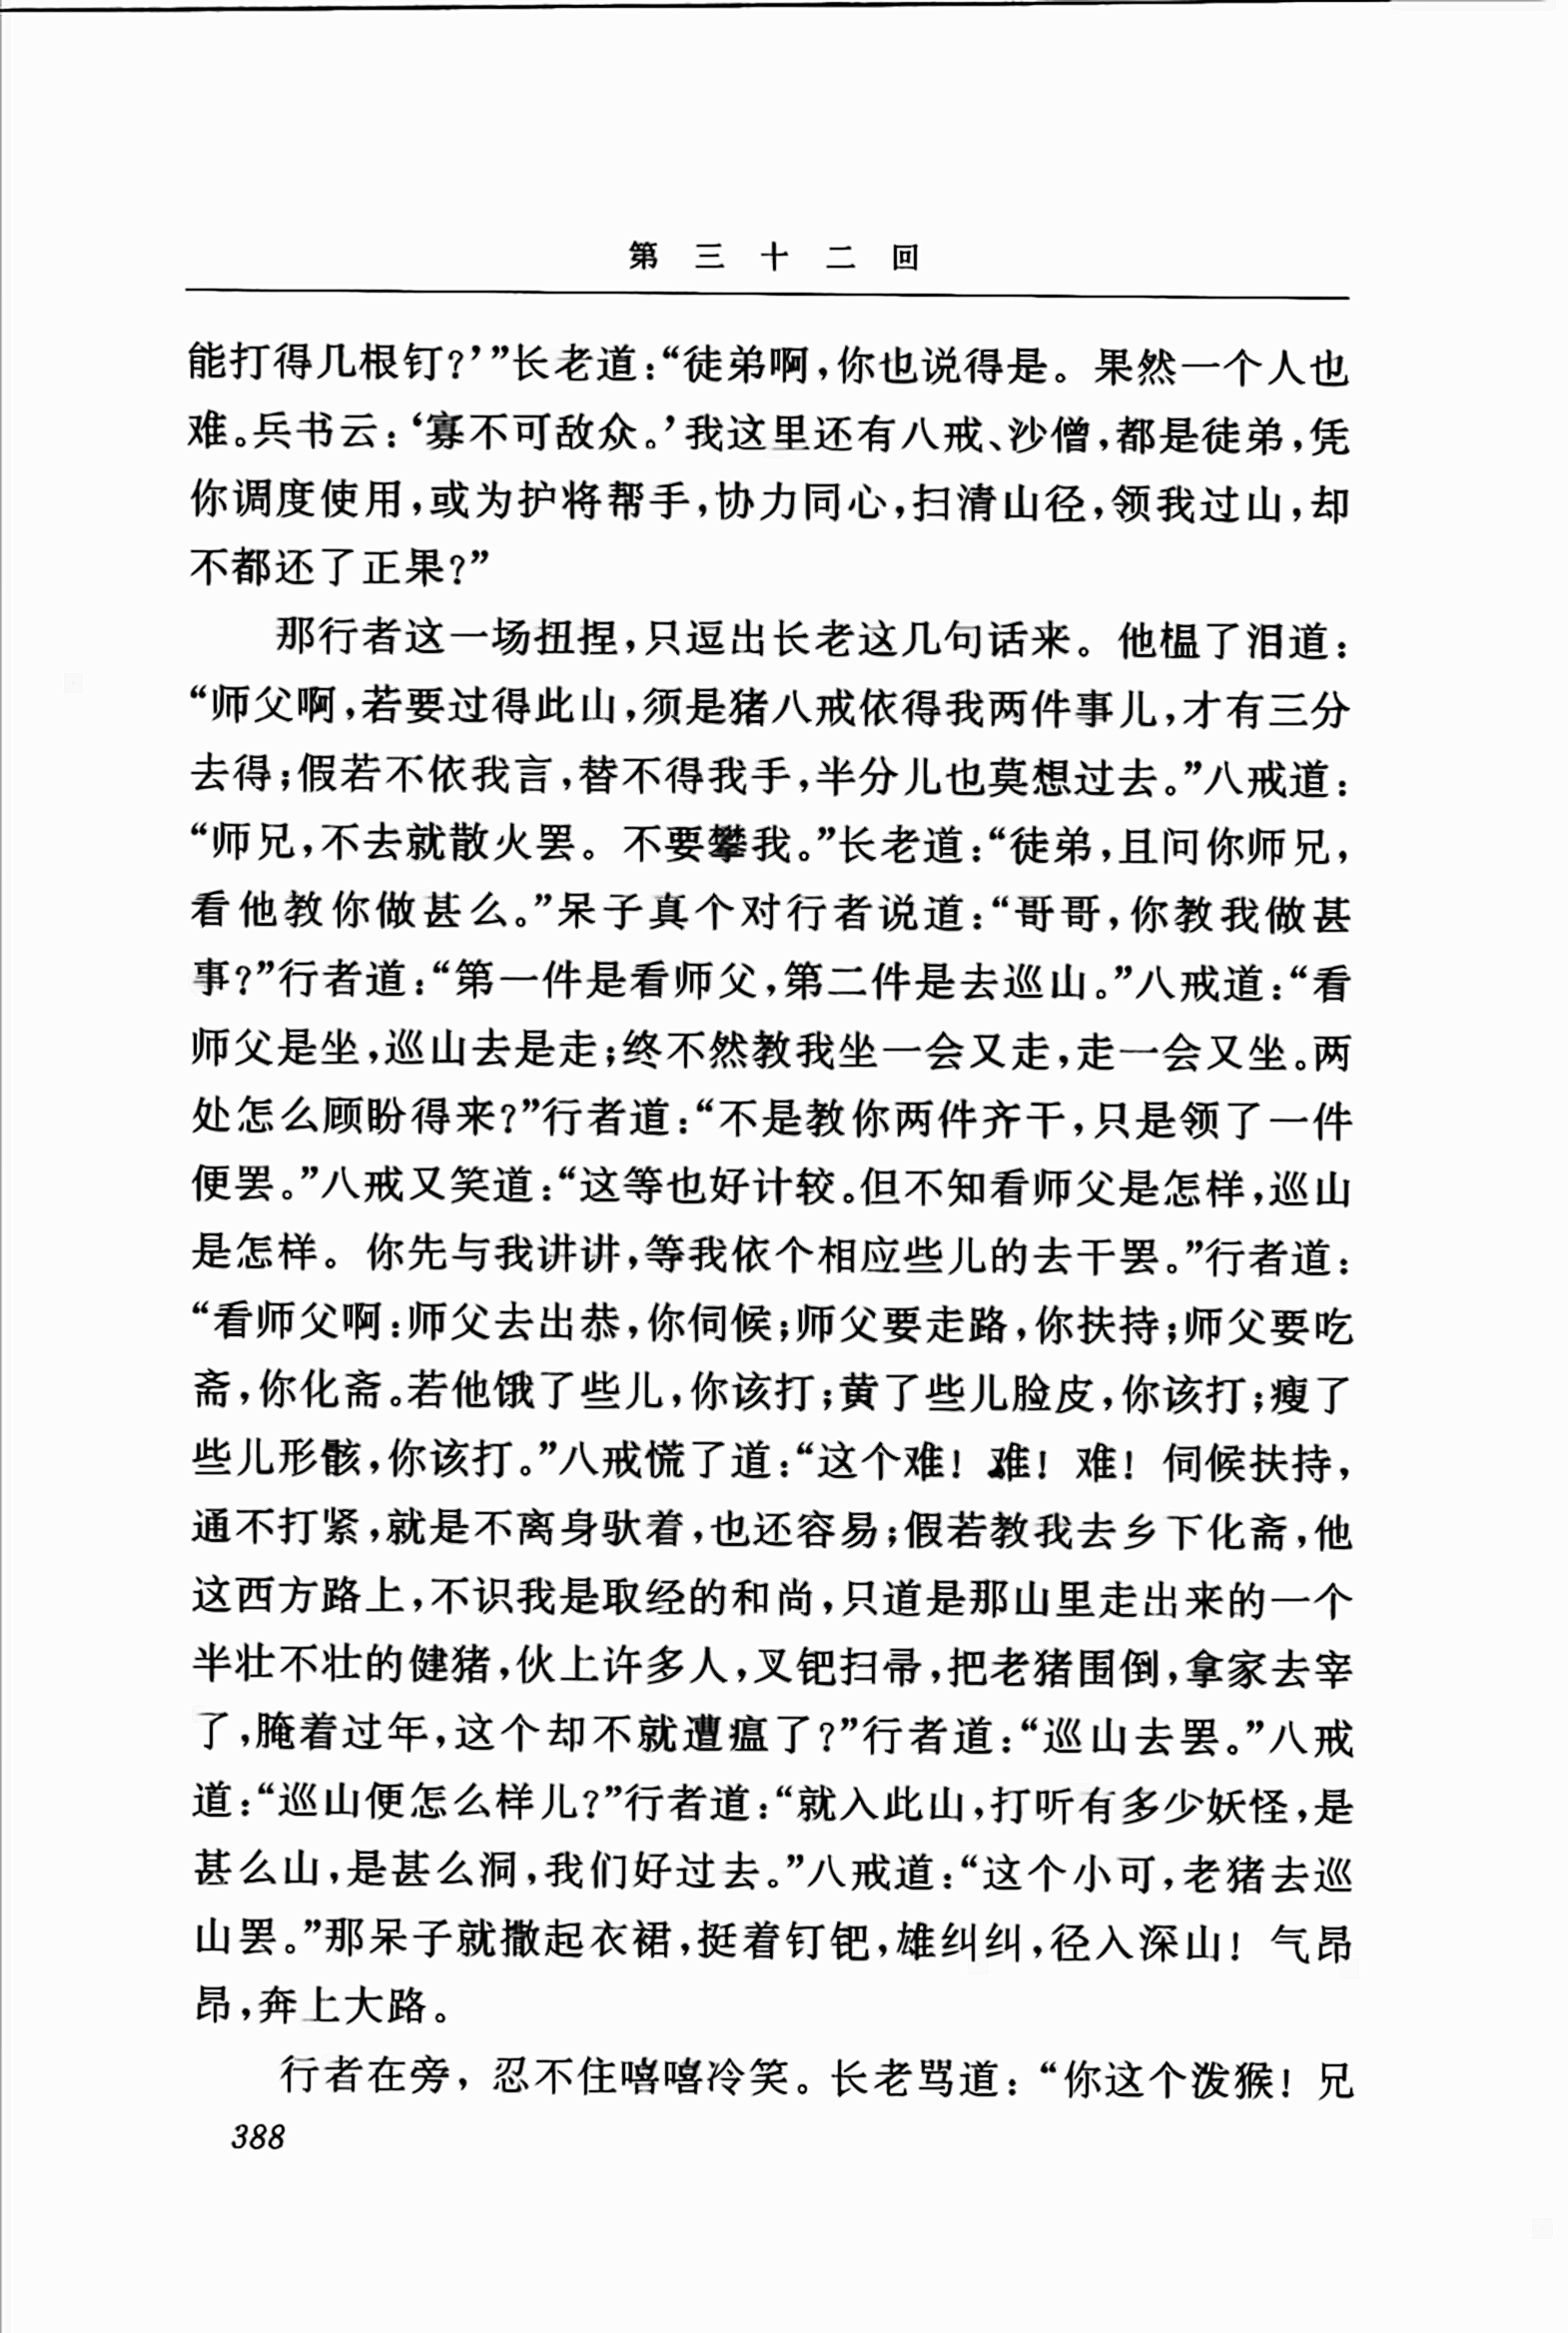 第三十二回
能打得几根钉?’”长老道:“徒弟啊,你也说得是。果然一个人也
难。兵书云:‘寡不可敌众。’我这里还有八戒、沙僧,都是徒弟,凭
你调度使用,或为护将帮手,协力同心,扫清山径,领我过山,却
不都还了正果?”
那行者这一场扭捏,只逗出长老这几句话来。他揾了泪道:
“师父啊,若要过得此山,须是猪八戒依得我两件事儿,才有三分
去得;假若不依我言,替不得我手,半分儿也莫想过去。”八戒道:
“师兄,不去就散火罢。不要攀我。”长老道:“徒弟,且问你师兄,
看他教你做甚么。”呆子真个对行者说道:“哥哥,你教我做甚
事?”行者道:“第一件是看师父,第二件是去巡山。”八戒道:“看
师父是坐,巡山去是走;终不然教我坐一会又走,走一会又坐。两
处怎么顾盼得来?”行者道:“不是教你两件齐干,只是领了一件
便罢。”八戒又笑道:“这等也好计较。但不知看师父是怎样,巡山
是怎样。你先与我讲讲,等我依个相应些儿的去干罢。”行者道:
“看师父啊:师父去出恭,你伺候;师父要走路,你扶持;师父要吃
斋,你化斋。若他饿了些儿,你该打;黄了些儿脸皮,你该打;瘦了
些儿形骸,你该打。”八戒慌了道:“这个难!难!难!伺候扶持,
通不打紧,就是不离身驮着,也还容易;假若教我去乡下化斋,他
这西方路上,不识我是取经的和尚,只道是那山里走出来的一个
半壮不壮的健猪,伙上许多人,叉钯扫帚,把老猪围倒,拿家去宰
了,腌着过年,这个却不就遭瘟了?”行者道:“巡山去罢。”八戒
道:“巡山便怎么样儿?”行者道:“就入此山,打听有多少妖怪,是
甚么山,是甚么洞,我们好过去。”八戒道:“这个小可,老猪去巡
山罢。”那呆子就撒起衣裙,挺着钉钯,雄纠纠,径入深山!气昂
昂,奔上大路。
行者在旁,忍不住嘻嘻冷笑。长老骂道:“你这个泼猴!兄
388